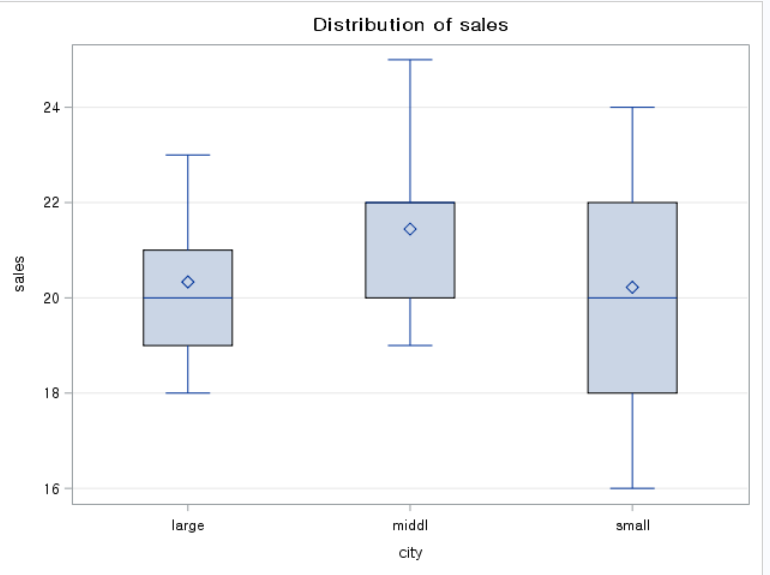 Distribution of sales
24
22
20
18
16
sales
large middl small
city